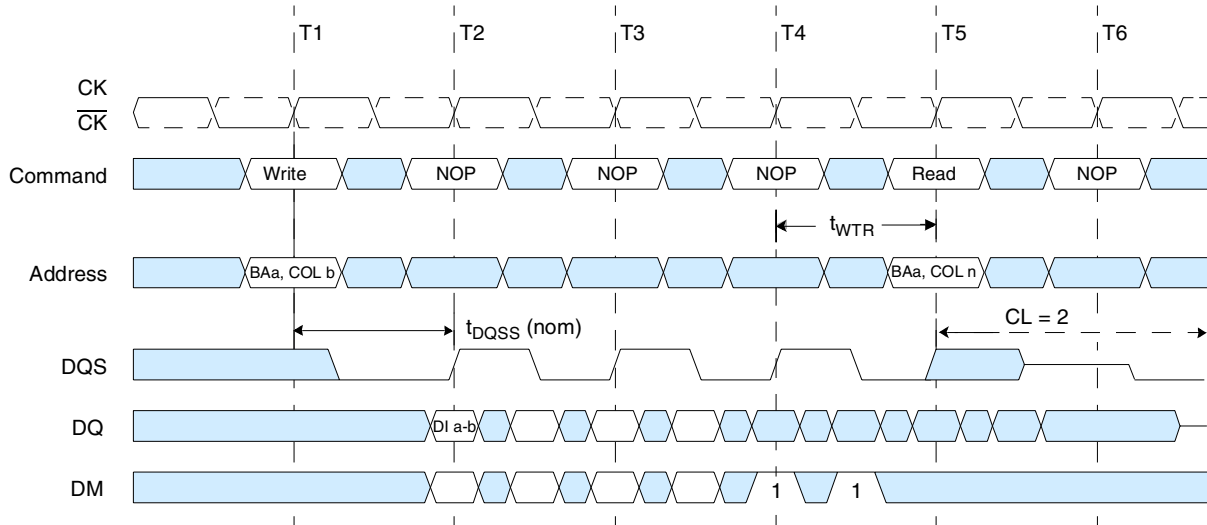 T1 T2 T3 T4 T5 T6
CK
CK
Command Write NOP NOP NOP Read NOP
tWTR
Address BAa, COL b BAa, COL n
tDQSS (nom) CL = 2
DQS
DQ DI a-b
DM 1 1